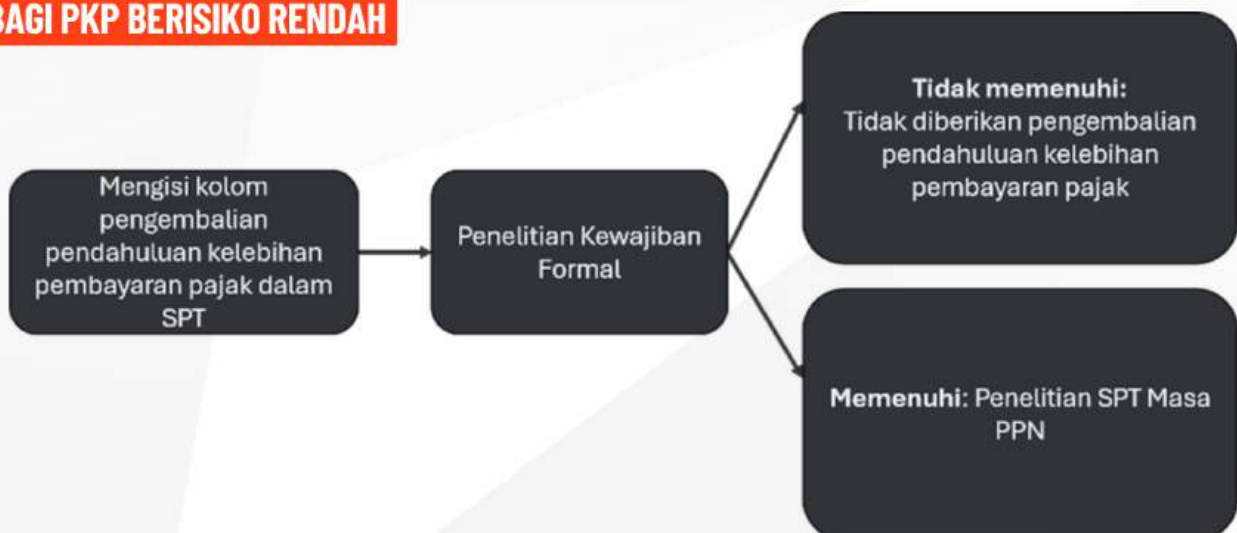 BAGI PKP BERISIKO RENDAH
Mengisi kolom
pengembalian
pendahuluan kelebihan
pembayaran pajak dalam
SPT
Penelitian Kewajiban
Formal
Tidak memenuhi:
Tidak diberikan pengembalian
pendahuluan kelebihan
pembayaran pajak
Memenuhi: Penelitian SPT Masa
PPN